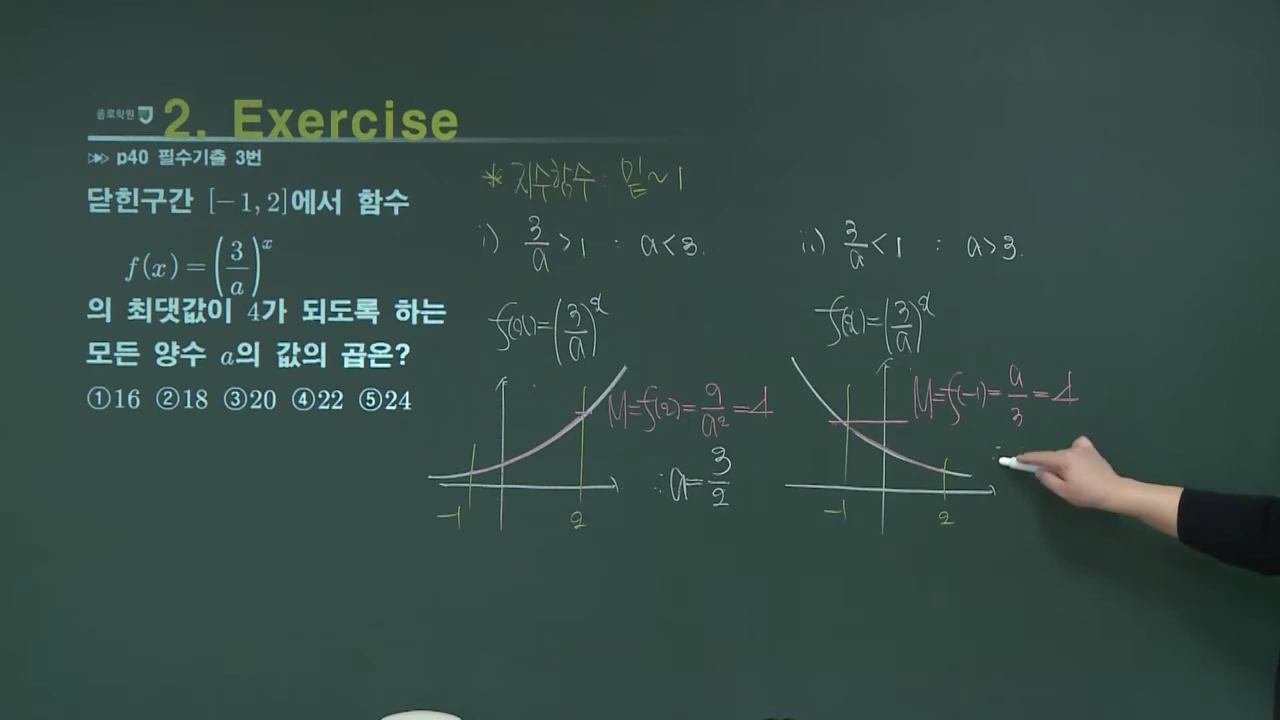 종로학원
2. Exercise
p40 필수기출 3번
닫힌구간 [-1, 2]에서 함수
f(x) = (3/a)^x
의 최댓값이 4가 되도록 하는
모든 양수 a의 값의 곱은?
①16 ②18 ③20 ④22 ⑤24
* 지수함수 : 밑~1
i) 3/a > 1 : a < 3.
f(x) = (3/a)^x
M = f(2) = 9/a² = 4
∴ a = 3/2
-1 2
ii) 3/a < 1 : a > 3.
f(x) = (3/a)^x
M = f(-1) = a/3 = 4
-1 2